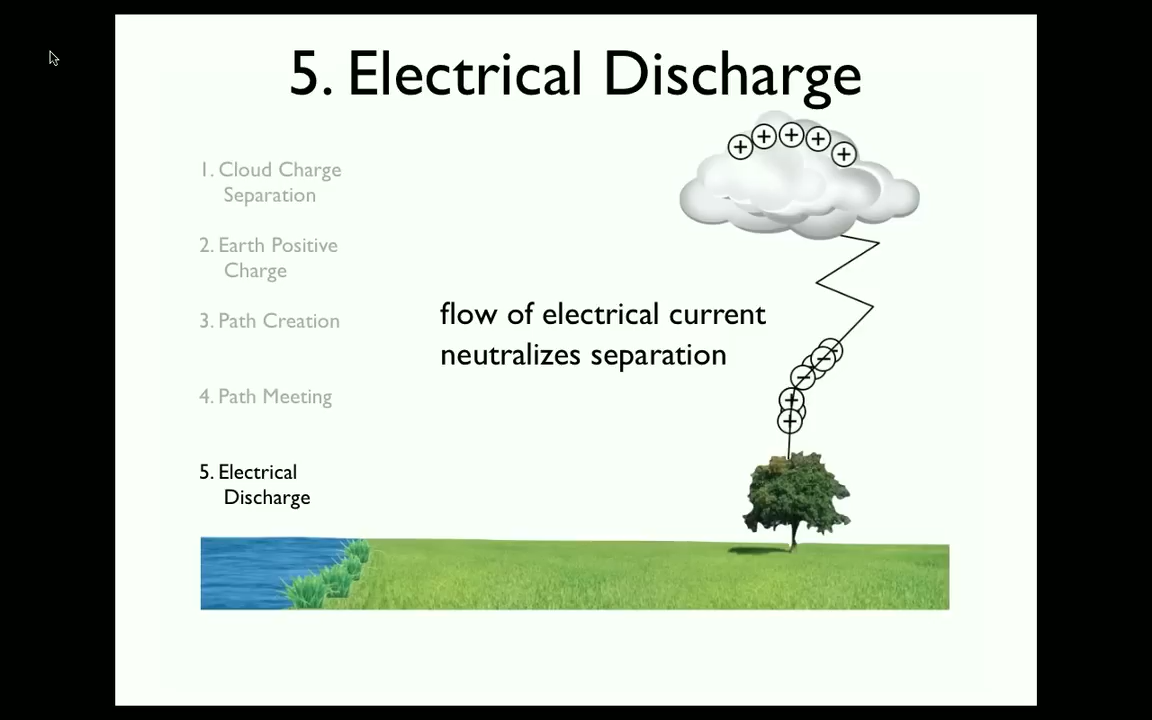 5. Electrical Discharge
1. Cloud Charge
Separation
2. Earth Positive
Charge
3. Path Creation
4. Path Meeting
5. Electrical
Discharge
flow of electrical current
neutralizes separation